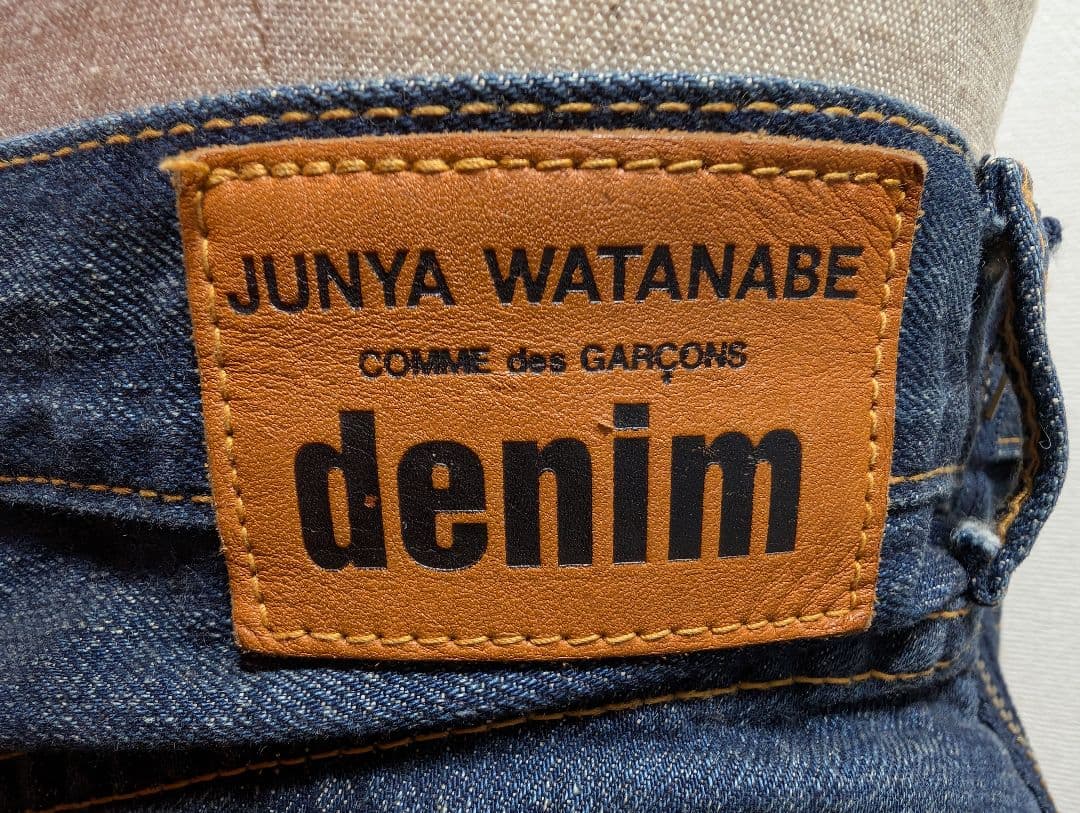 JUNYA WATANABE
COMME des GARÇONS
denim